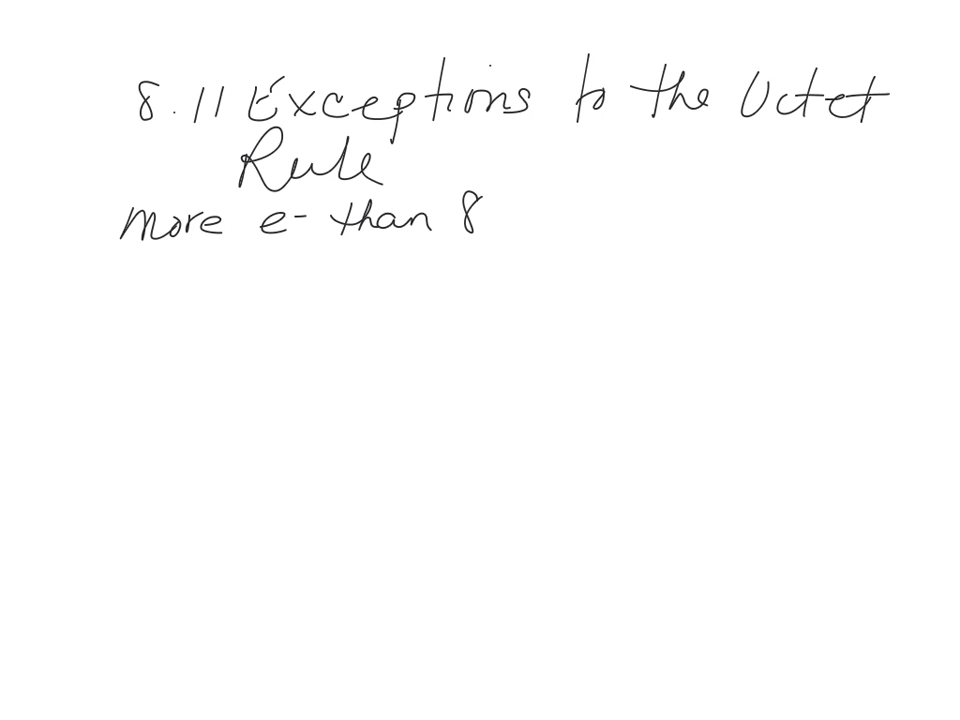 8.11 Exceptions to the Octet
Rule
more e- than 8